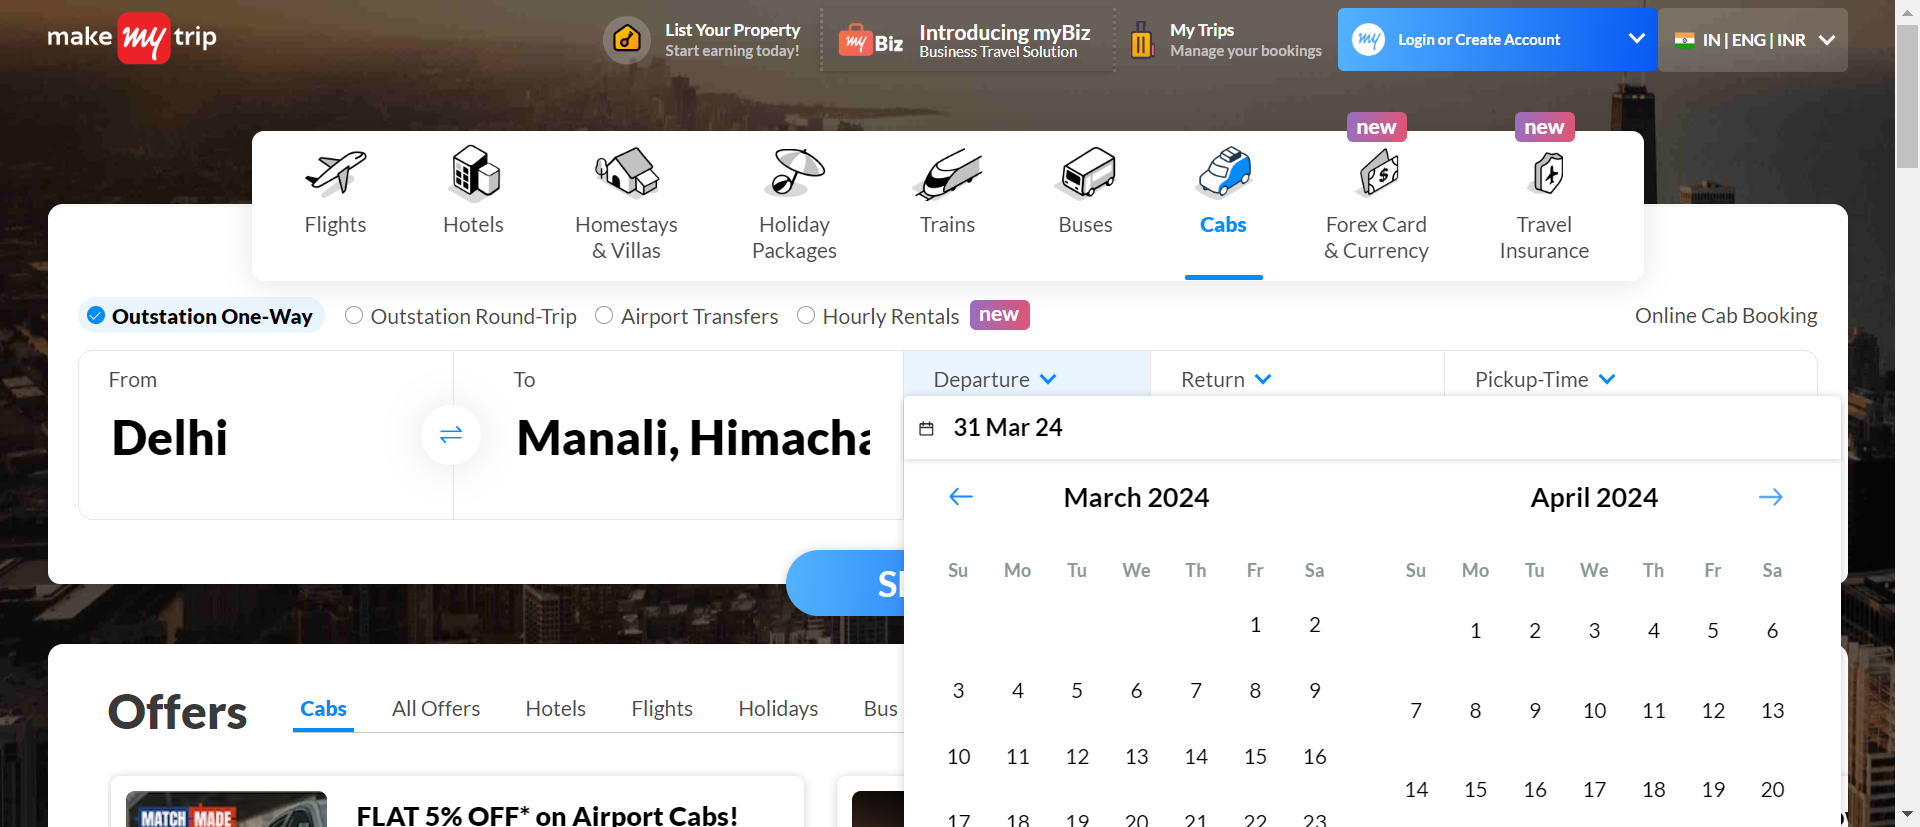 make my trip
List Your Property
Start earning today!
my Biz
Introducing myBiz
Business Travel Solution
My Trips
Manage your bookings
my
Login or Create Account
IN | ENG | INR
new
new
Flights
Hotels
Homestays
& Villas
Holiday
Packages
Trains
Buses
Cabs
Forex Card
& Currency
Travel
Insurance
Outstation One-Way
Outstation Round-Trip
Airport Transfers
Hourly Rentals
new
Online Cab Booking
From
Delhi
To
Manali, Himacha
Departure
Return
Pickup-Time
31 Mar 24
March 2024
April 2024
Su Mo Tu We Th Fr Sa
1 2
3 4 5 6 7 8 9
10 11 12 13 14 15 16
17 18 19 20 21 22 23
Su Mo Tu We Th Fr Sa
1 2 3 4 5 6
7 8 9 10 11 12 13
14 15 16 17 18 19 20
Offers
Cabs
All Offers
Hotels
Flights
Holidays
Bus
MATCH MADE
FLAT 5% OFF* on Airport Cabs!